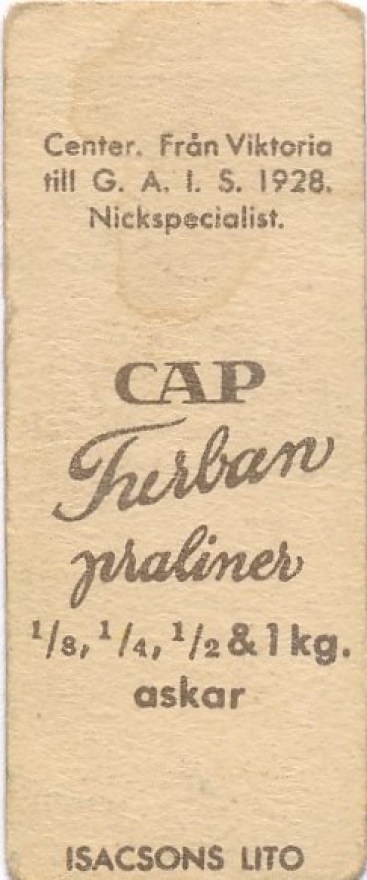 Center. Från Viktoria
till G. A. I. S. 1928.
Nickspecialist.
CAP
Turban
praliner
1/8, 1/4, 1/2 & 1 kg.
askar
ISACSONS LITO